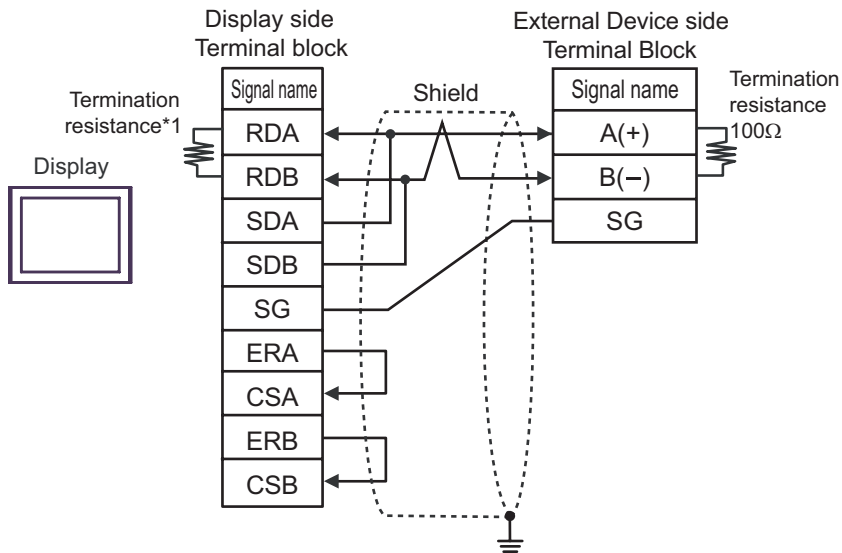 Display side
Terminal block
External Device side
Terminal Block
Termination
resistance*1
Display
Signal name
RDA
RDB
SDA
SDB
SG
ERA
CSA
ERB
CSB
Shield
Signal name
A(+)
B(−)
SG
Termination
resistance
100Ω